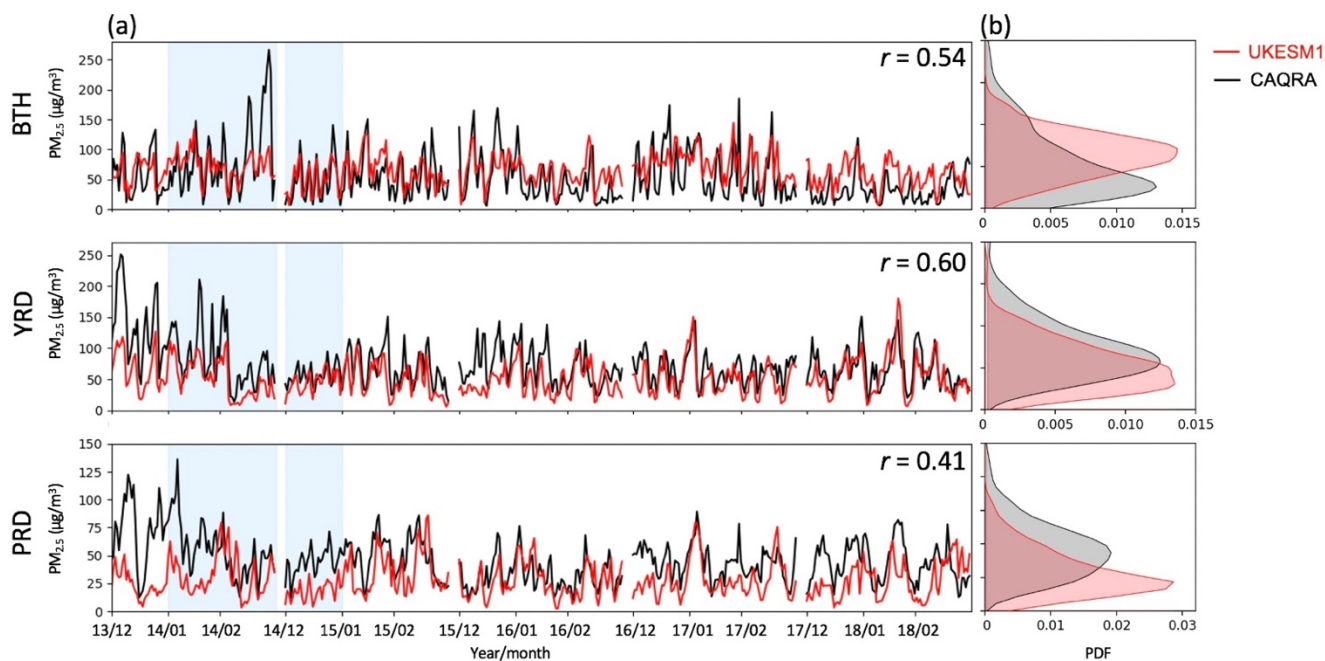 (a)
(b)
UKESM1
CAQRA
BTH
PM2.5 (μg/m³)
250
200
150
100
50
0
r = 0.54
0.005 0.010 0.015
YRD
PM2.5 (μg/m³)
250
200
150
100
50
0
r = 0.60
0 0.005 0.010 0.015
PRD
PM2.5 (μg/m³)
150
125
100
75
50
25
0
r = 0.41
13/12 14/01 14/02 14/12 15/01 15/02 15/12 16/01 16/02 16/12 17/01 17/02 17/12 18/01 18/02
Year/month
0 0.01 0.02 0.03
PDF